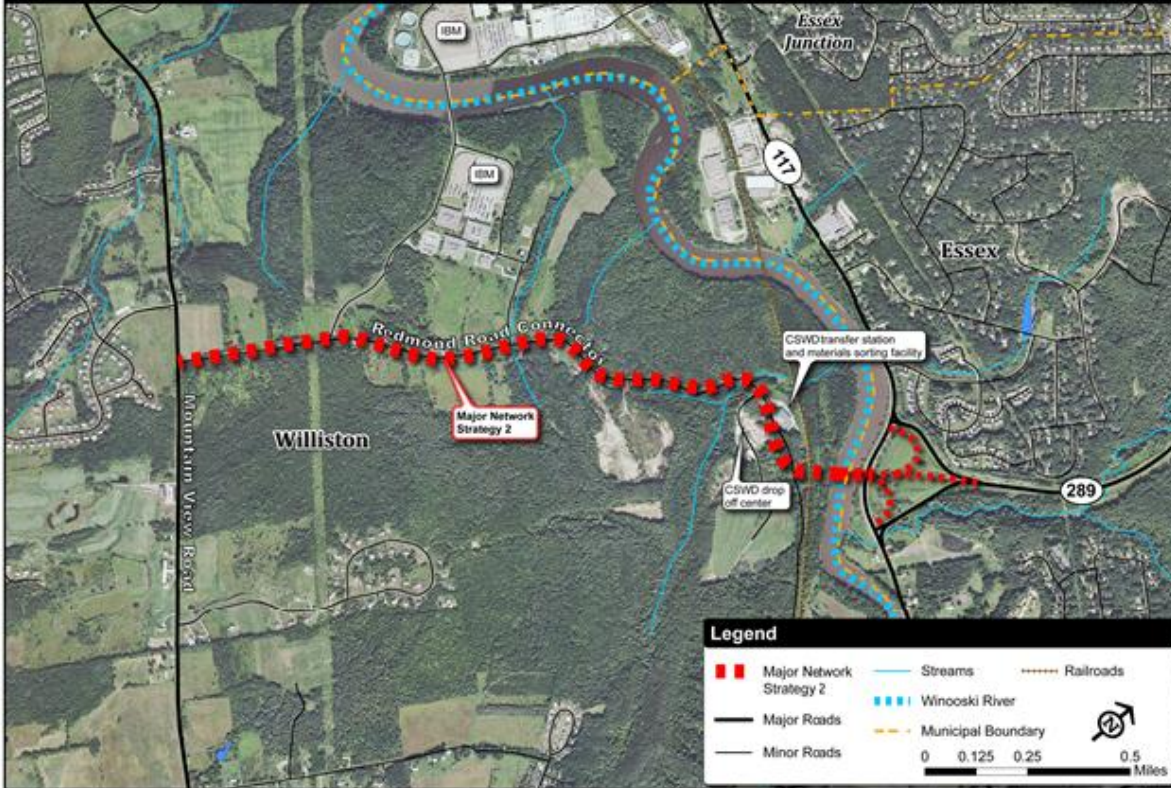 IBM
Essex
Junction
117
IBM
Essex
CSWD transfer station
and materials sorting facility
Redmond Road Connector
Major Network
Strategy 2
Williston
Mountain View Road
CSWD drop
off center
289
Legend
Major Network
Strategy 2
Streams
Railroads
Winooski River
Major Roads
Municipal Boundary
Minor Roads
N
0 0.125 0.25 0.5
Miles